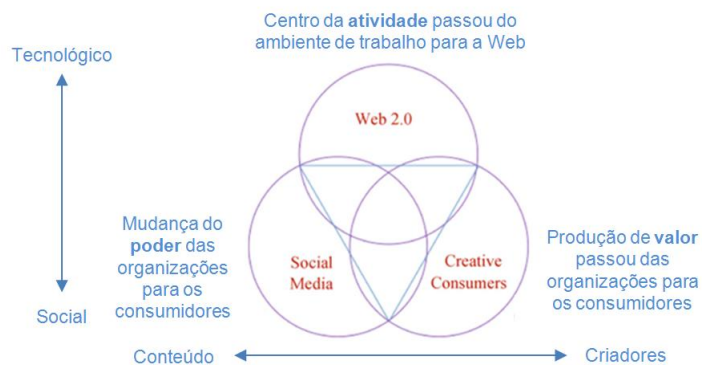 Centro da atividade passou do
ambiente de trabalho para a Web
Tecnológico
Web 2.0
Mudança do
poder das
organizações
para os
consumidores
Social
Media
Creative
Consumers
Produção de valor
passou das
organizações para
os consumidores
Social
Conteúdo
Criadores